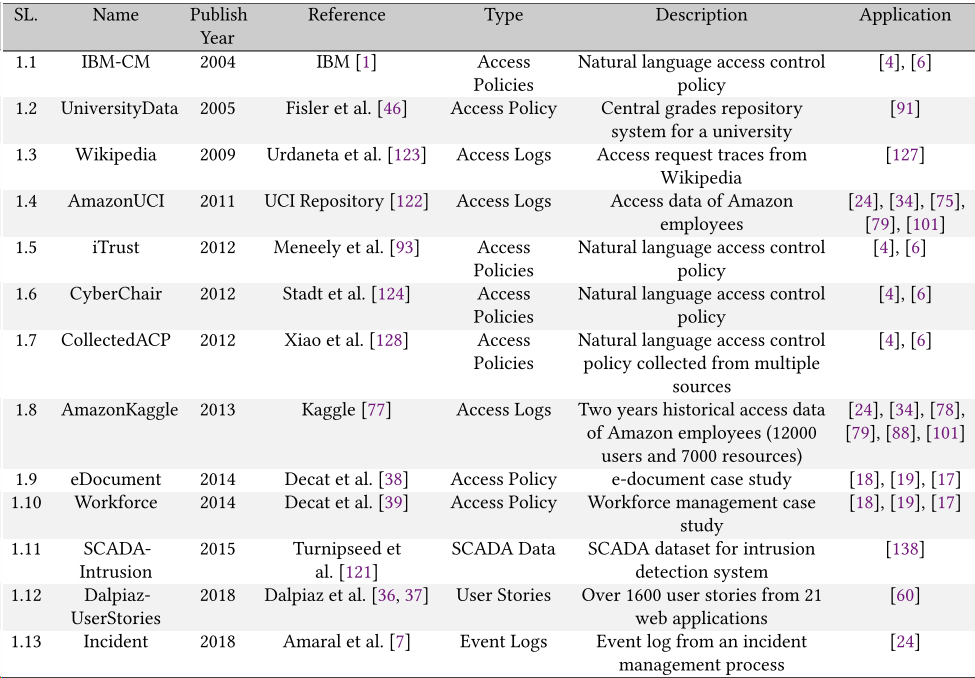 SL. Name Publish Year Reference Type Description Application
1.1 IBM-CM 2004 IBM [1] Access Policies Natural language access control policy [4], [6]
1.2 UniversityData 2005 Fisler et al. [46] Access Policy Central grades repository system for a university [91]
1.3 Wikipedia 2009 Urdaneta et al. [123] Access Logs Access request traces from Wikipedia [127]
1.4 AmazonUCI 2011 UCI Repository [122] Access Logs Access data of Amazon employees [24], [34], [75], [79], [101]
1.5 iTrust 2012 Meneely et al. [93] Access Policies Natural language access control policy [4], [6]
1.6 CyberChair 2012 Stadt et al. [124] Access Policies Natural language access control policy [4], [6]
1.7 CollectedACP 2012 Xiao et al. [128] Access Policies Natural language access control policy collected from multiple sources [4], [6]
1.8 AmazonKaggle 2013 Kaggle [77] Access Logs Two years historical access data of Amazon employees (12000 users and 7000 resources) [24], [34], [78], [79], [88], [101]
1.9 eDocument 2014 Decat et al. [38] Access Policy e-document case study [18], [19], [17]
1.10 Workforce 2014 Decat et al. [39] Access Policy Workforce management case study [18], [19], [17]
1.11 SCADA-Intrusion 2015 Turnipseed et al. [121] SCADA Data SCADA dataset for intrusion detection system [138]
1.12 Dalpiaz-UserStories 2018 Dalpiaz et al. [36, 37] User Stories Over 1600 user stories from 21 web applications [60]
1.13 Incident 2018 Amaral et al. [7] Event Logs Event log from an incident management process [24]